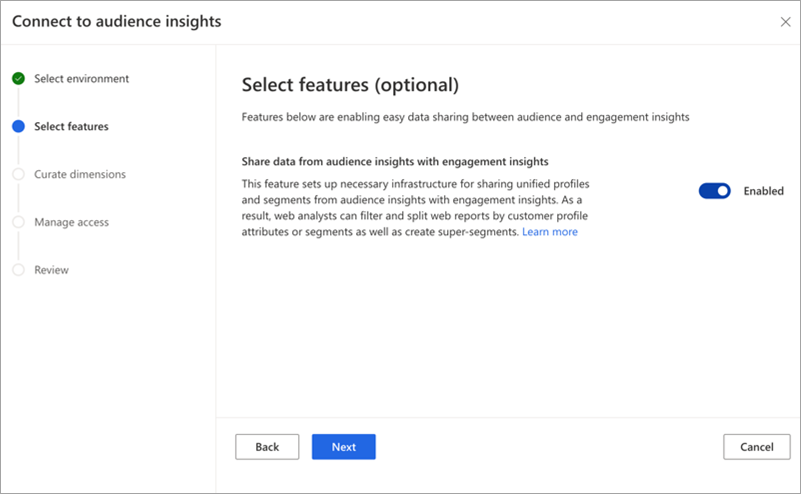 Connect to audience insights
Select environment
Select features
Curate dimensions
Manage access
Review
Select features (optional)
Features below are enabling easy data sharing between audience and engagement insights
Share data from audience insights with engagement insights
This feature sets up necessary infrastructure for sharing unified profiles
and segments from audience insights with engagement insights. As a
result, web analysts can filter and split web reports by customer profile
attributes or segments as well as create super-segments. Learn more
Enabled
Back
Next
Cancel